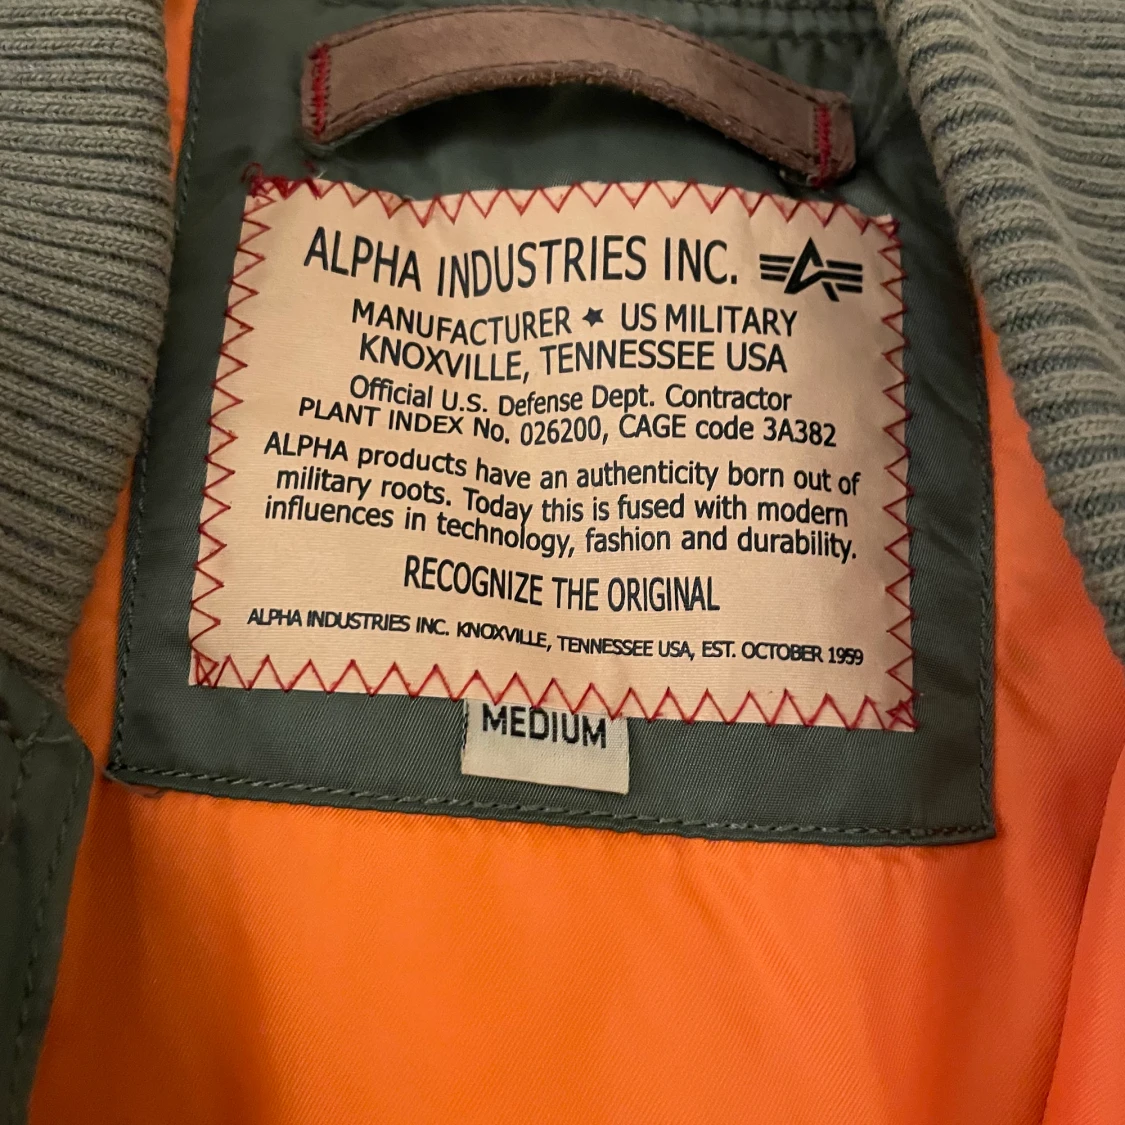 ALPHA INDUSTRIES INC.
MANUFACTURER ★ US MILITARY
KNOXVILLE, TENNESSEE USA
Official U.S. Defense Dept. Contractor
PLANT INDEX No. 026200, CAGE code 3A382
ALPHA products have an authenticity born out of
military roots. Today this is fused with modern
influences in technology, fashion and durability.
RECOGNIZE THE ORIGINAL
ALPHA INDUSTRIES INC. KNOXVILLE, TENNESSEE USA, EST. OCTOBER 1959
MEDIUM